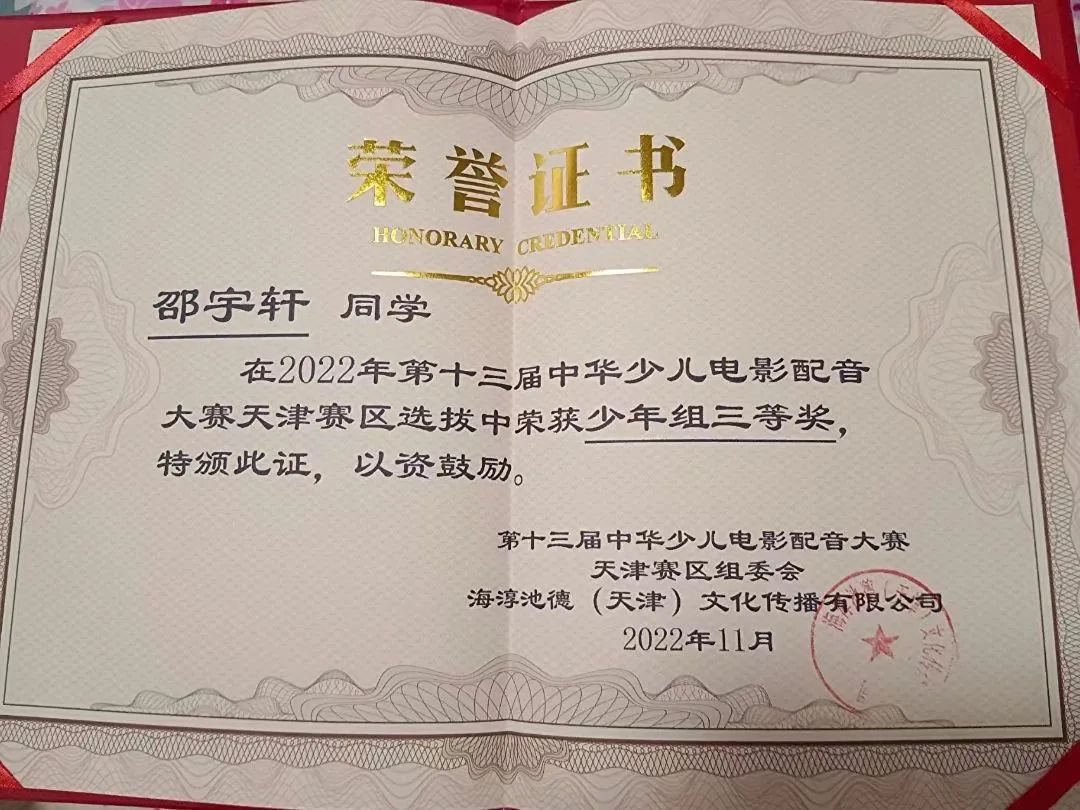 荣誉证书
HONORARY CREDENTIAL
邵宇轩 同学
在2022年第十三届中华少儿电影配音
大赛天津赛区选拔中荣获少年组三等奖，
特颁此证，以资鼓励。
第十三届中华少儿电影配音大赛
天津赛区组委会
海淳池德（天津）文化传播有限公司
2022年11月